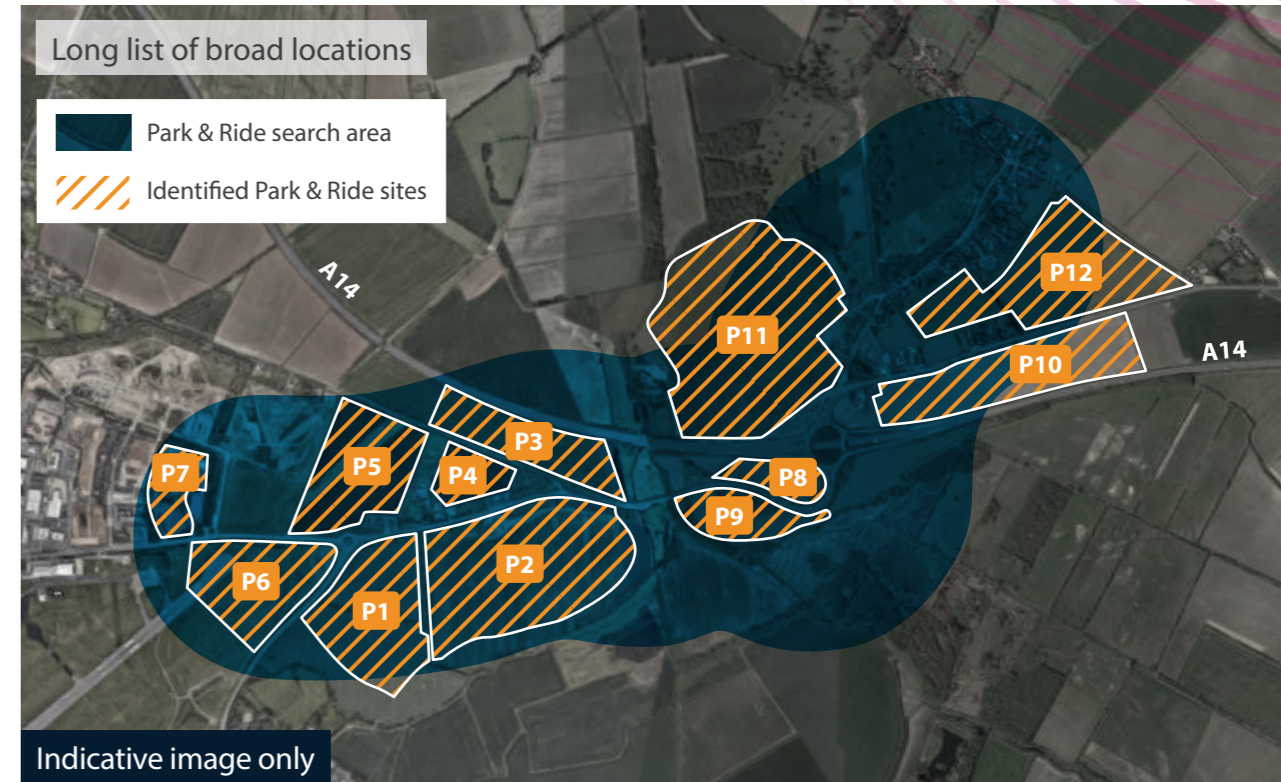 Long list of broad locations
Park & Ride search area
Identified Park & Ride sites
A14
P12
P11
A14
P10
P3
P5
P4
P7
P8
P9
P2
P6
P1
Indicative image only